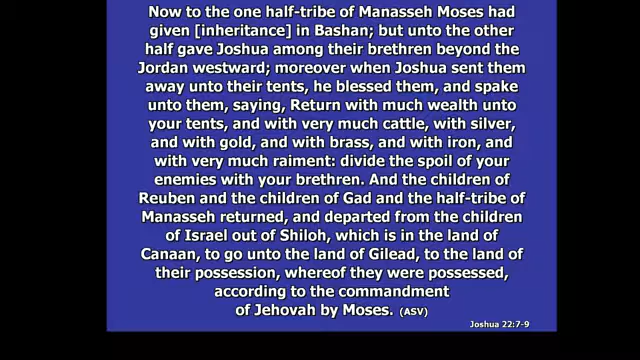 Now to the one half-tribe of Manasseh Moses had
given [inheritance] in Bashan; but unto the other
half gave Joshua among their brethren beyond the
Jordan westward; moreover when Joshua sent them
away unto their tents, he blessed them, and spake
unto them, saying, Return with much wealth unto
your tents, and with very much cattle, with silver,
and with gold, and with brass, and with iron, and
with very much raiment: divide the spoil of your
enemies with your brethren. And the children of
Reuben and the children of Gad and the half-tribe of
Manasseh returned, and departed from the children
of Israel out of Shiloh, which is in the land of
Canaan, to go unto the land of Gilead, to the land of
their possession, whereof they were possessed,
according to the commandment
of Jehovah by Moses. (ASV)
Joshua 22:7-9